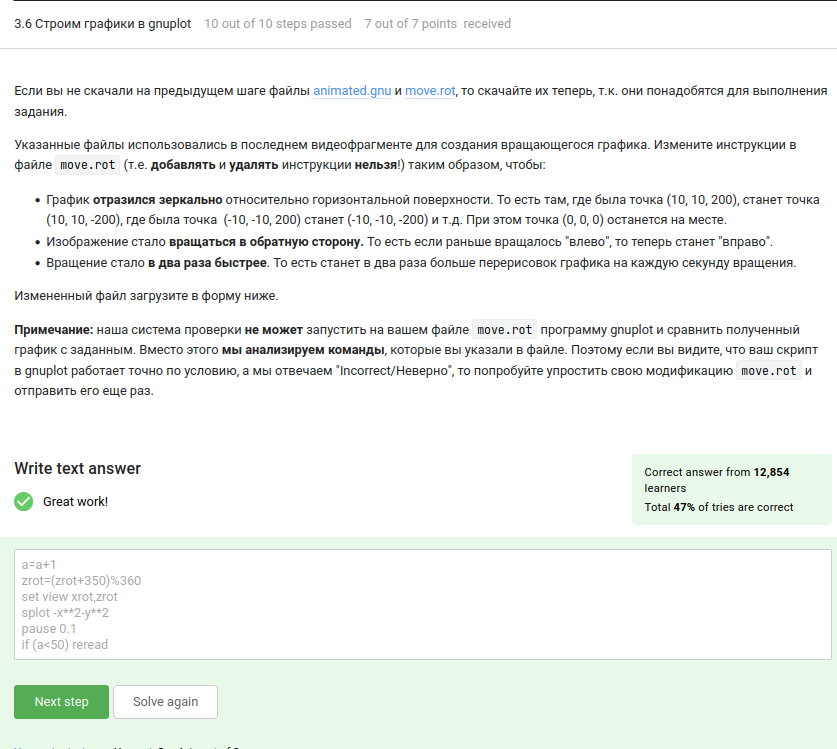 3.6 Строим графики в gnuplot 10 out of 10 steps passed 7 out of 7 points received
Если вы не скачали на предыдущем шаге файлы animated.gnu и move.rot, то скачайте их теперь, т.к. они понадобятся для выполнения
задания.
Указанные файлы использовались в последнем видеофрагменте для создания вращающегося графика. Измените инструкции в
файле move.rot (т.е. добавлять и удалять инструкции нельзя!) таким образом, чтобы:
• График отразился зеркально относительно горизонтальной поверхности. То есть там, где была точка (10, 10, 200), станет точка
(10, 10, -200), где была точка (-10, -10, 200) станет (-10, -10, -200) и т.д. При этом точка (0, 0, 0) останется на месте.
• Изображение стало вращаться в обратную сторону. То есть если раньше вращалось "влево", то теперь станет "вправо".
• Вращение стало в два раза быстрее. То есть станет в два раза больше перерисовок графика на каждую секунду вращения.
Измененный файл загрузите в форму ниже.
Примечание: наша система проверки не может запустить на вашем файле move.rot программу gnuplot и сравнить полученный
график с заданным. Вместо этого мы анализируем команды, которые вы указали в файле. Поэтому если вы видите, что ваш скрипт
в gnuplot работает точно по условию, а мы отвечаем "Incorrect/Неверно", то попробуйте упростить свою модификацию move.rot и
отправить его еще раз.
Write text answer
Great work!
Correct answer from 12,854
learners
Total 47% of tries are correct
a=a+1
zrot=(zrot+350)%360
set view xrot,zrot
splot -x**2-y**2
pause 0.1
if (a<50) reread
Next step Solve again